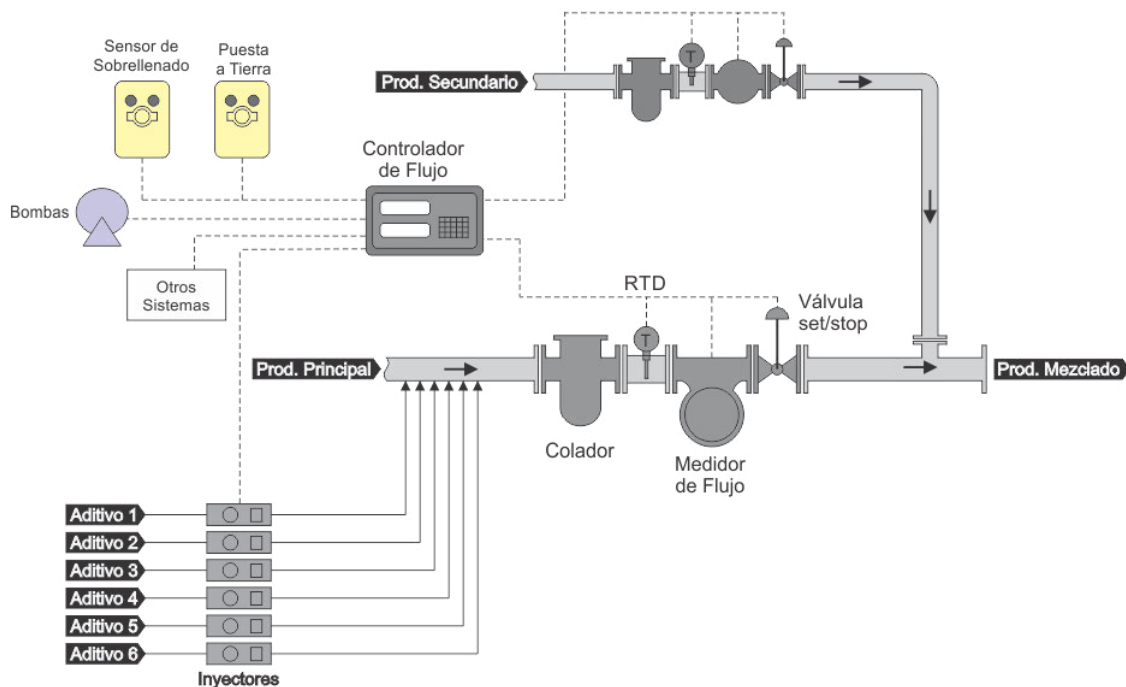 Sensor de
Sobrellenado
Puesta
a Tierra
Prod. Secundario
T
Controlador
de Flujo
Bombas
Otros
Sistemas
RTD
Válvula
set/stop
T
Prod. Principal
Prod. Mezclado
Colador
Medidor
de Flujo
Aditivo 1
Aditivo 2
Aditivo 3
Aditivo 4
Aditivo 5
Aditivo 6
Inyectores